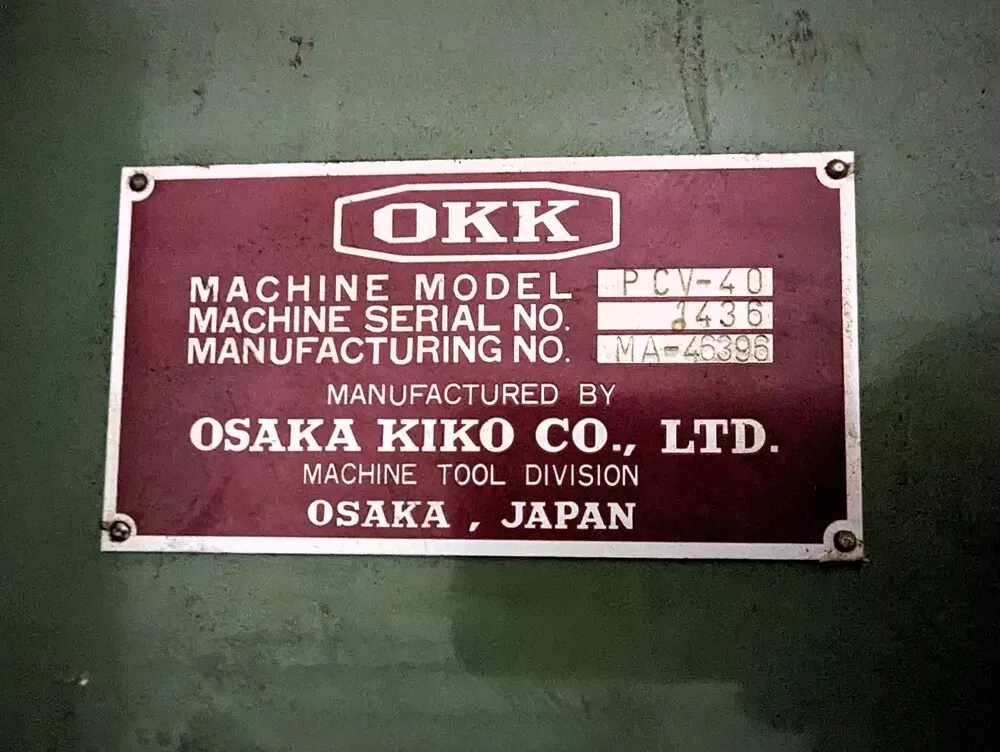 OKK
MACHINE MODEL PCV-40
MACHINE SERIAL NO. 1436
MANUFACTURING NO. MA-46396
MANUFACTURED BY
OSAKA KIKO CO., LTD.
MACHINE TOOL DIVISION
OSAKA , JAPAN